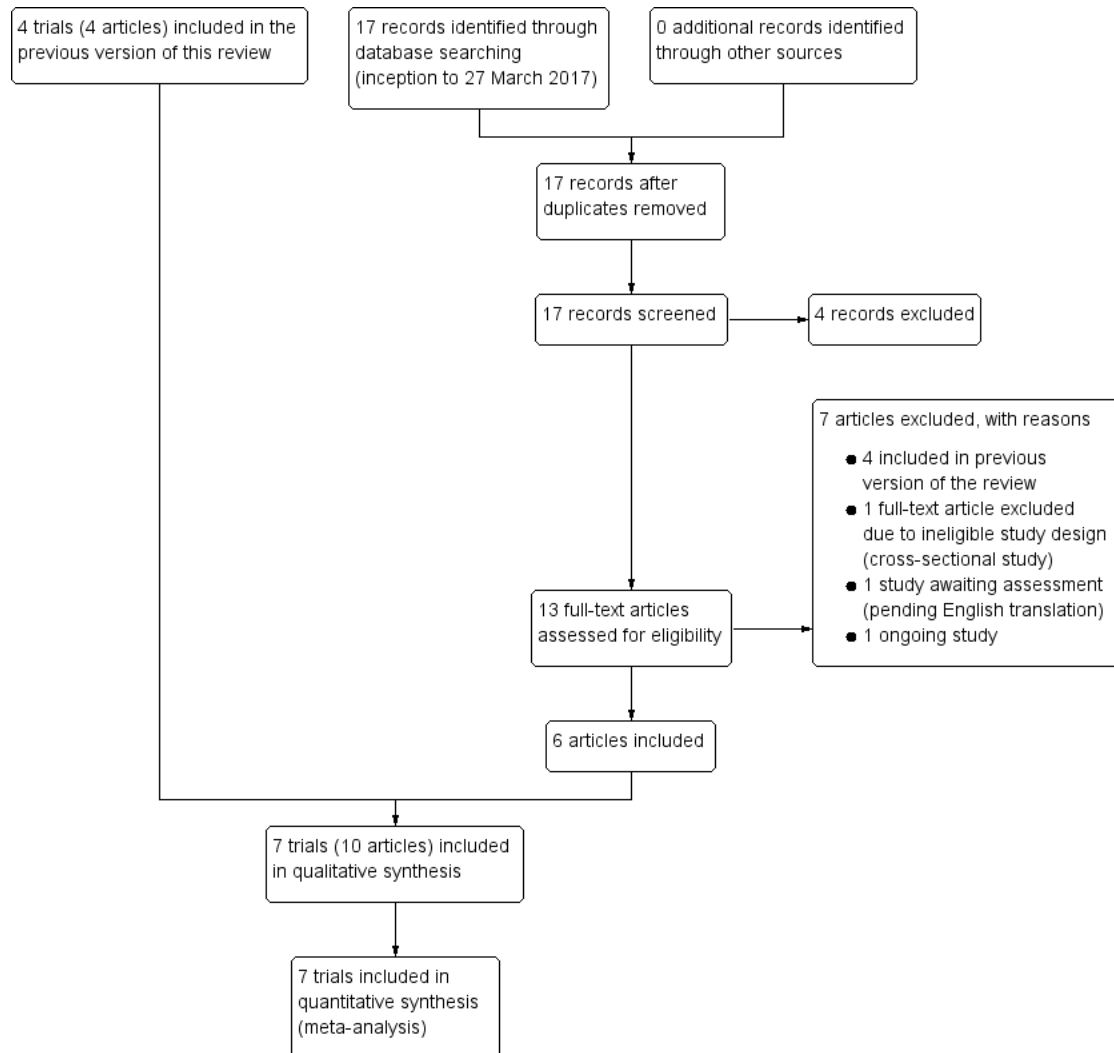 4 trials (4 articles) included in the
previous version of this review
17 records identified through
database searching
(inception to 27 March 2017)
0 additional records identified
through other sources
17 records after
duplicates removed
17 records screened
4 records excluded
7 articles excluded, with reasons
● 4 included in previous
version of the review
● 1 full-text article excluded
due to ineligible study design
(cross-sectional study)
● 1 study awaiting assessment
(pending English translation)
● 1 ongoing study
13 full-text articles
assessed for eligibility
6 articles included
7 trials (10 articles) included
in qualitative synthesis
7 trials included in
quantitative synthesis
(meta-analysis)